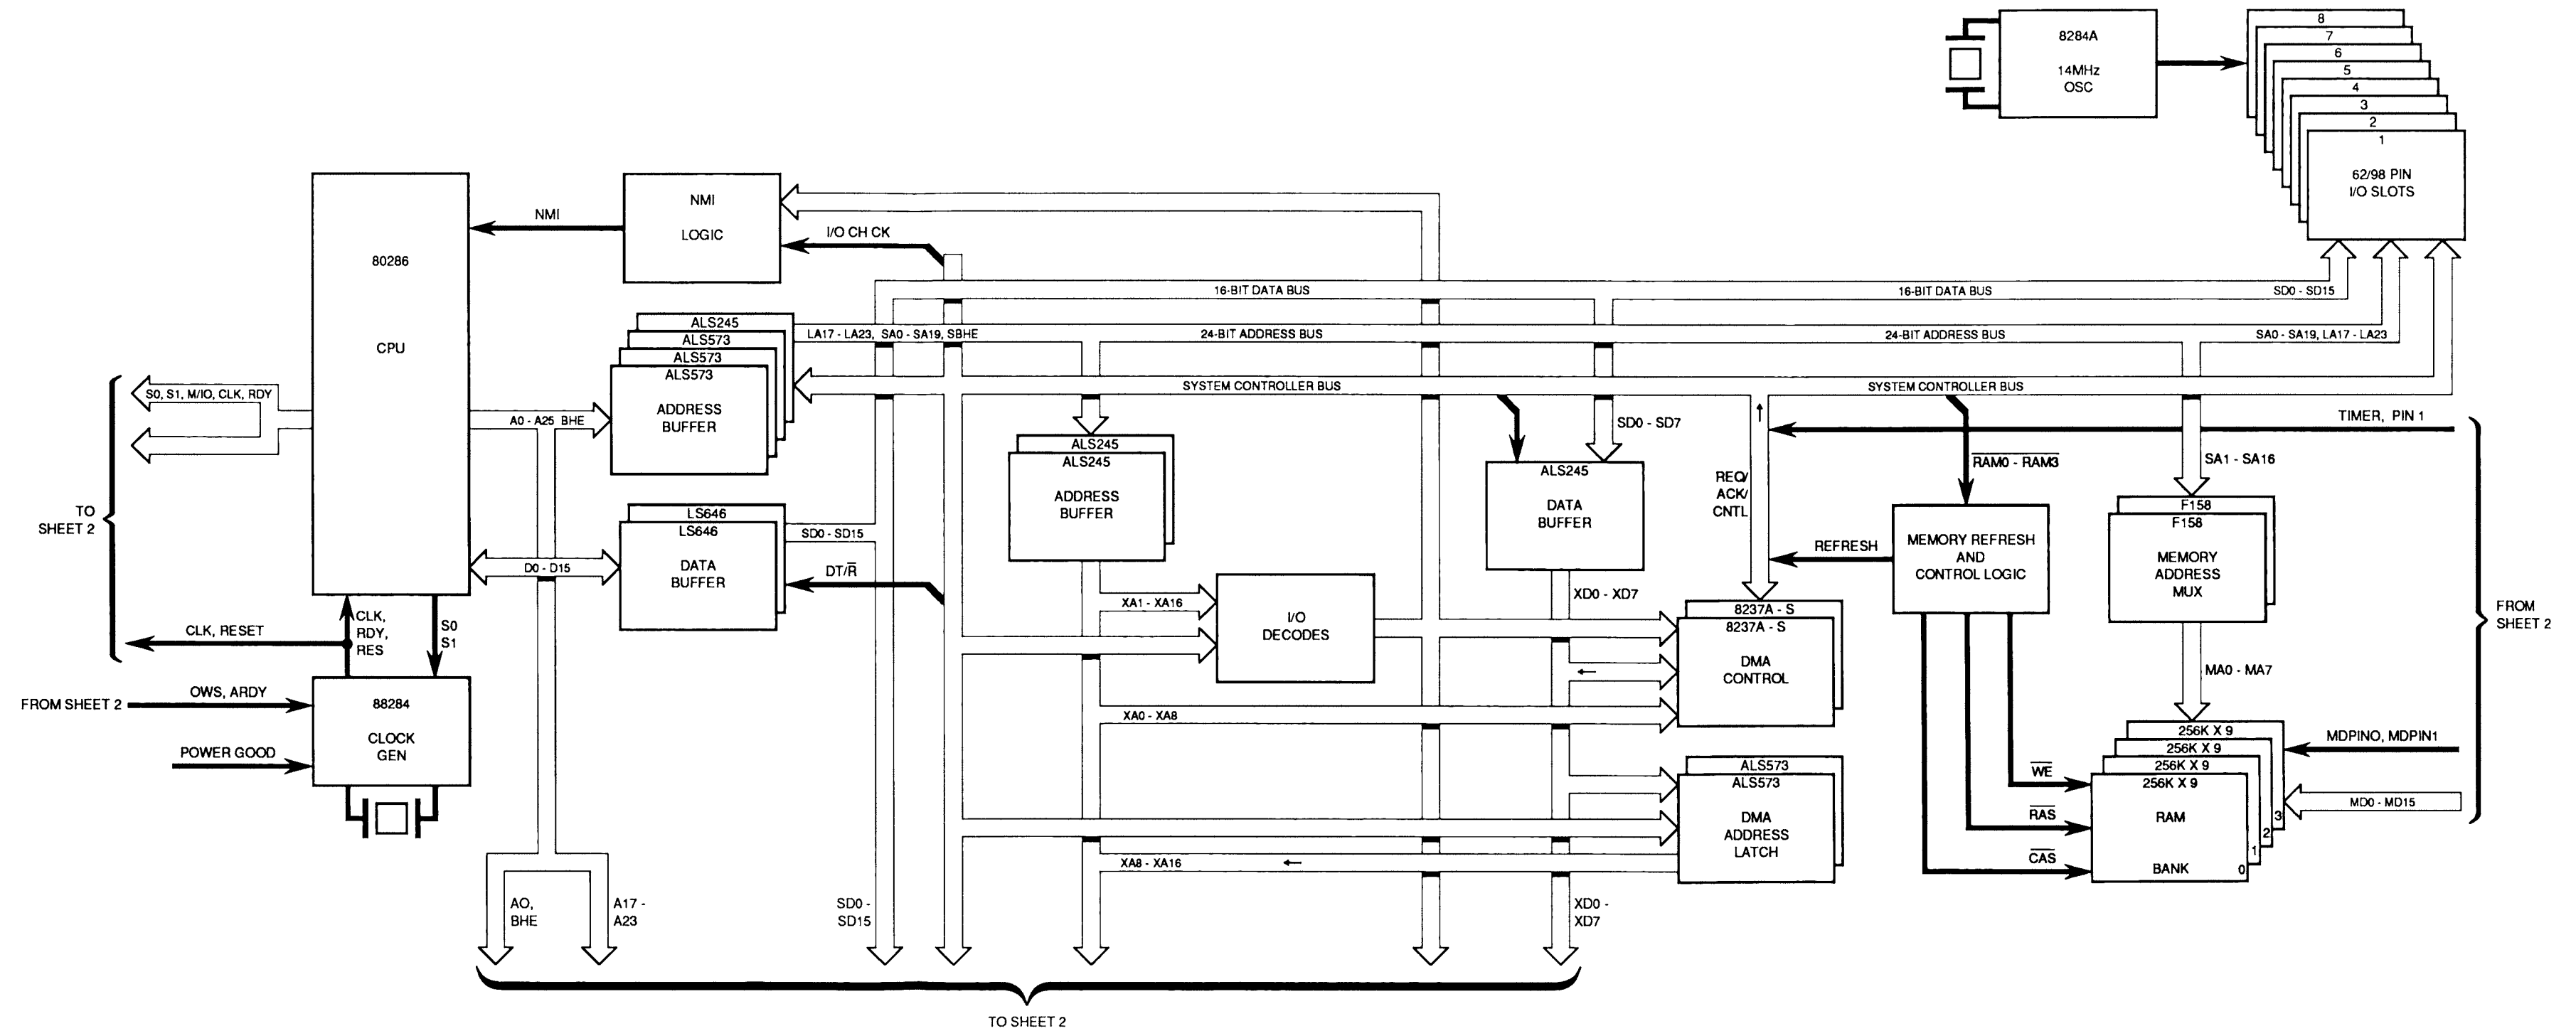 8284A
14MHz
OSC
8
7
6
5
4
3
2
1
62/98 PIN
I/O SLOTS
80286
CPU
NMI
NMI
LOGIC
I/O CH CK
16-BIT DATA BUS
16-BIT DATA BUS
SD0 - SD15
ALS245
ALS573
ALS573
ALS573
ADDRESS
BUFFER
LA17 - LA23, SA0 - SA19, SBHE
24-BIT ADDRESS BUS
24-BIT ADDRESS BUS
SA0 - SA19, LA17 - LA23
SYSTEM CONTROLLER BUS
SYSTEM CONTROLLER BUS
S0, S1, M/IO, CLK, RDY
A0 - A25 BHE
TO
SHEET 2
TIMER, PIN 1
SD0 - SD7
ALS245
ALS245
ADDRESS
BUFFER
ALS245
DATA
BUFFER
REQ/
ACK/
CNTL
RAM0 - RAM3
SA1 - SA16
F158
F158
MEMORY
ADDRESS
MUX
LS646
LS646
DATA
BUFFER
SD0 - SD15
D0 - D15
DT/R
MEMORY REFRESH
AND
CONTROL LOGIC
REFRESH
XD0 - XD7
XA1 - XA16
I/O
DECODES
8237A - S
8237A - S
DMA
CONTROL
FROM
SHEET 2
CLK, RESET
CLK,
RDY,
RES
S0
S1
FROM SHEET 2
OWS, ARDY
POWER GOOD
88284
CLOCK
GEN
XA0 - XA8
MA0 - MA7
256K X 9
256K X 9
256K X 9
256K X 9
RAM
BANK
0
1
2
3
MDPINO, MDPIN1
MD0 - MD15
WE
RAS
CAS
ALS573
ALS573
DMA
ADDRESS
LATCH
XA8 - XA16
AO,
BHE
A17 -
A23
SD0 -
SD15
XD0 -
XD7
TO SHEET 2